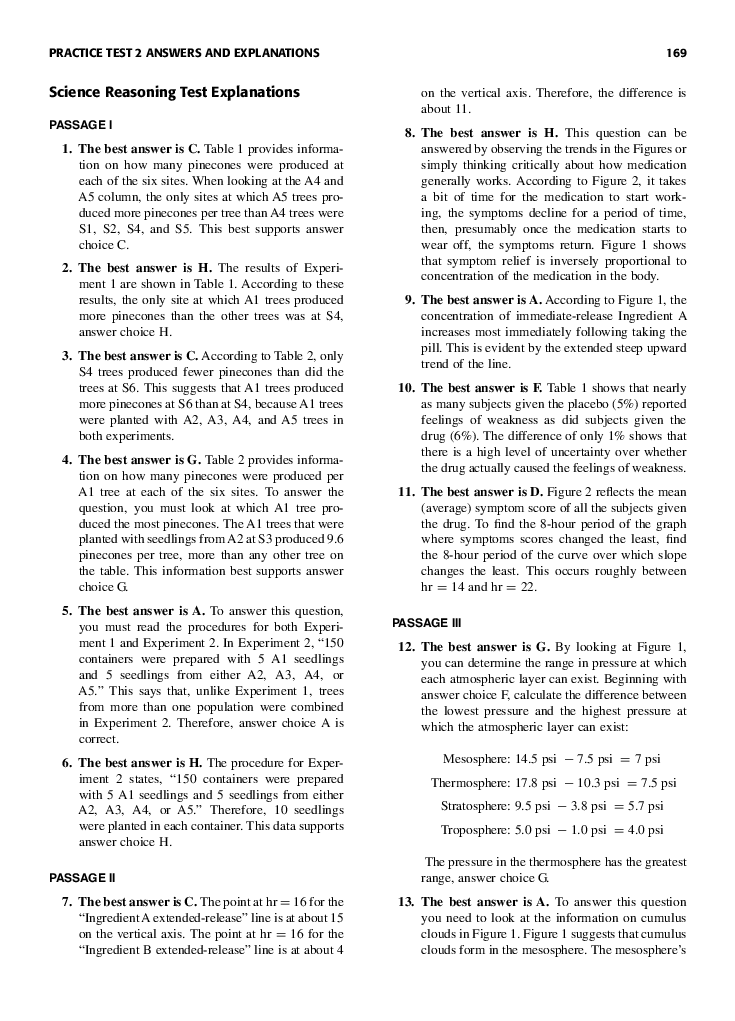 PRACTICE TEST 2 ANSWERS AND EXPLANATIONS 169
Science Reasoning Test Explanations
PASSAGE I
1. The best answer is C. Table 1 provides informa-
tion on how many pinecones were produced at
each of the six sites. When looking at the A4 and
A5 column, the only sites at which A5 trees pro-
duced more pinecones per tree than A4 trees were
S1, S2, S4, and S5. This best supports answer
choice C.
2. The best answer is H. The results of Experi-
ment 1 are shown in Table 1. According to these
results, the only site at which A1 trees produced
more pinecones than the other trees was at S4,
answer choice H.
3. The best answer is C. According to Table 2, only
S4 trees produced fewer pinecones than did the
trees at S6. This suggests that A1 trees produced
more pinecones at S6 than at S4, because A1 trees
were planted with A2, A3, A4, and A5 trees in
both experiments.
4. The best answer is G. Table 2 provides informa-
tion on how many pinecones were produced per
A1 tree at each of the six sites. To answer the
question, you must look at which A1 tree pro-
duced the most pinecones. The A1 trees that were
planted with seedlings from A2 at S3 produced 9.6
pinecones per tree, more than any other tree on
the table. This information best supports answer
choice G.
5. The best answer is A. To answer this question,
you must read the procedures for both Experi-
ment 1 and Experiment 2. In Experiment 2, “150
containers were prepared with 5 A1 seedlings
and 5 seedlings from either A2, A3, A4, or
A5.” This says that, unlike Experiment 1, trees
from more than one population were combined
in Experiment 2. Therefore, answer choice A is
correct.
6. The best answer is H. The procedure for Exper-
iment 2 states, “150 containers were prepared
with 5 A1 seedlings and 5 seedlings from either
A2, A3, A4, or A5.” Therefore, 10 seedlings
were planted in each container. This data supports
answer choice H.
PASSAGE II
7. The best answer is C. The point at hr = 16 for the
“Ingredient A extended-release” line is at about 15
on the vertical axis. The point at hr = 16 for the
“Ingredient B extended-release” line is at about 4
on the vertical axis. Therefore, the difference is
about 11.
8. The best answer is H. This question can be
answered by observing the trends in the Figures or
simply thinking critically about how medication
generally works. According to Figure 2, it takes
a bit of time for the medication to start work-
ing, the symptoms decline for a period of time,
then, presumably once the medication starts to
wear off, the symptoms return. Figure 1 shows
that symptom relief is inversely proportional to
concentration of the medication in the body.
9. The best answer is A. According to Figure 1, the
concentration of immediate-release Ingredient A
increases most immediately following taking the
pill. This is evident by the extended steep upward
trend of the line.
10. The best answer is F. Table 1 shows that nearly
as many subjects given the placebo (5%) reported
feelings of weakness as did subjects given the
drug (6%). The difference of only 1% shows that
there is a high level of uncertainty over whether
the drug actually caused the feelings of weakness.
11. The best answer is D. Figure 2 reflects the mean
(average) symptom score of all the subjects given
the drug. To find the 8-hour period of the graph
where symptoms scores changed the least, find
the 8-hour period of the curve over which slope
changes the least. This occurs roughly between
hr = 14 and hr = 22.
PASSAGE III
12. The best answer is G. By looking at Figure 1,
you can determine the range in pressure at which
each atmospheric layer can exist. Beginning with
answer choice F, calculate the difference between
the lowest pressure and the highest pressure at
which the atmospheric layer can exist:
Mesosphere: 14.5 psi − 7.5 psi = 7 psi
Thermosphere: 17.8 psi − 10.3 psi = 7.5 psi
Stratosphere: 9.5 psi − 3.8 psi = 5.7 psi
Troposphere: 5.0 psi − 1.0 psi = 4.0 psi
The pressure in the thermosphere has the greatest
range, answer choice G.
13. The best answer is A. To answer this question
you need to look at the information on cumulus
clouds in Figure 1. Figure 1 suggests that cumulus
clouds form in the mesosphere. The mesosphere’s